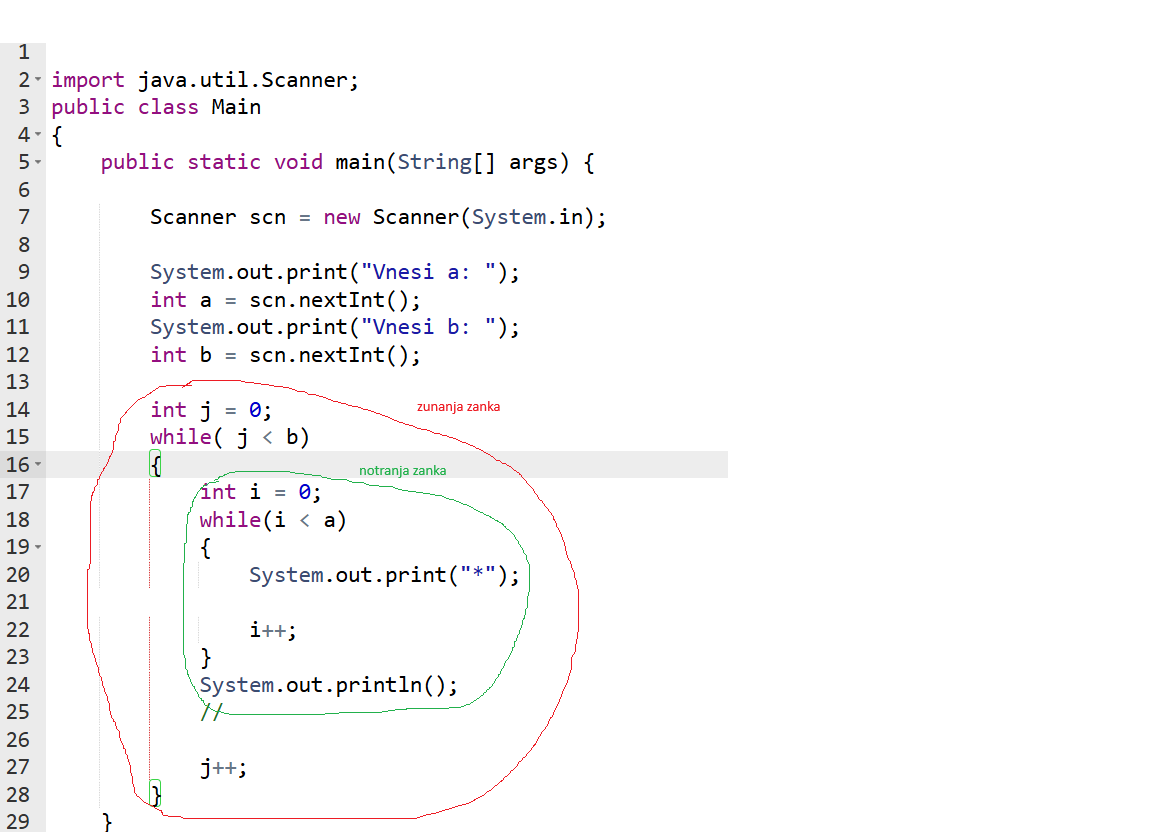 1
2 import java.util.Scanner;
3 public class Main
4 {
5 public static void main(String[] args) {
6
7 Scanner scn = new Scanner(System.in);
8
9 System.out.print("Vnesi a: ");
10 int a = scn.nextInt();
11 System.out.print("Vnesi b: ");
12 int b = scn.nextInt();
13
zunanja zanka
14 int j = 0;
15 while( j < b)
16 {
notranja zanka
17 int i = 0;
18 while(i < a)
19 {
20 System.out.print("*");
21
22 i++;
23 }
24 System.out.println();
25 //
26
27 j++;
28 }
29 }